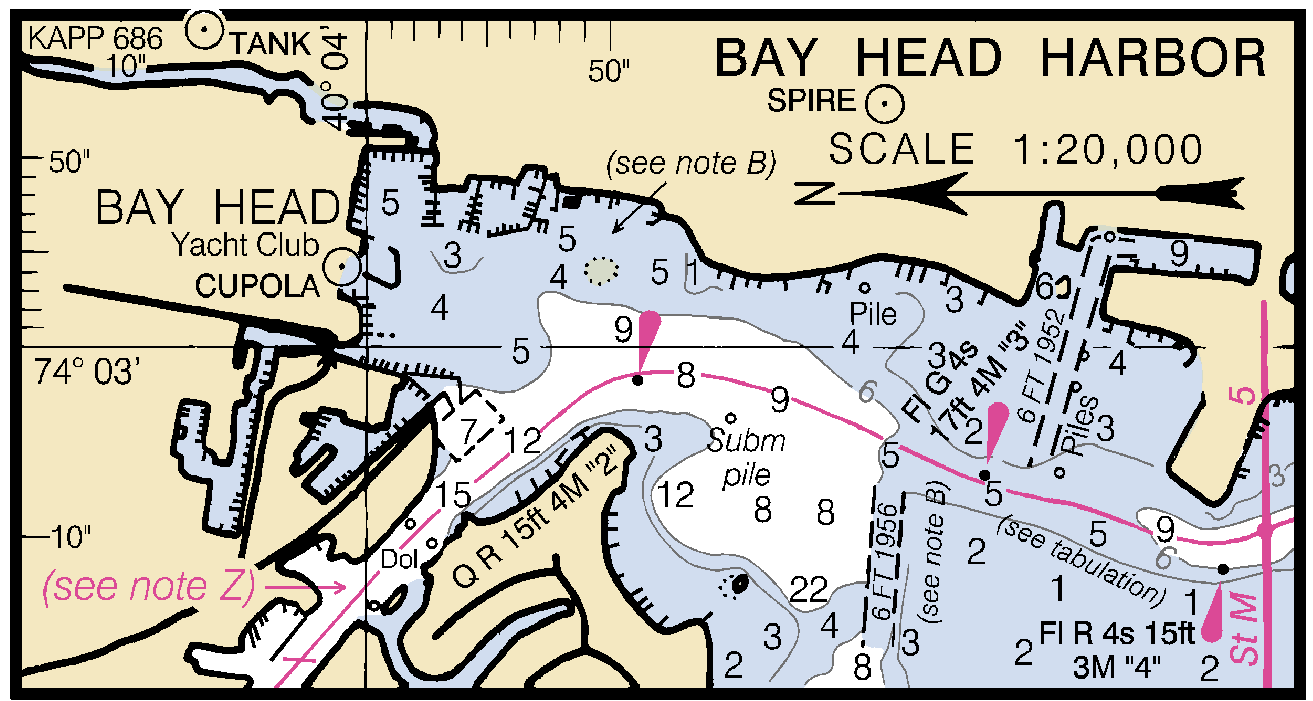 KAPP 686
TANK
10"
40° 04'
50"
BAY HEAD HARBOR
SPIRE
SCALE 1:20,000
N
50"
(see note B)
BAY HEAD
Yacht Club
CUPOLA
5
3
5
4
5
1
4
9
5
74° 03'
8
9
Pile
4
3
3
6
9
4
6
Fl G 4s
17ft 4M "3"
6 FT 1952
Piles
3
2
5
5
7
12
15
3
Subm
pile
12
8
8
22
5
5
9
6
3
10"
Dol
Q R 15ft 4M "2"
(see note Z)
6 FT 1956
(see note B)
(see tabulation)
2
1
1
2
3
4
3
8
2
Fl R 4s 15ft
3M "4"
2
2
St M